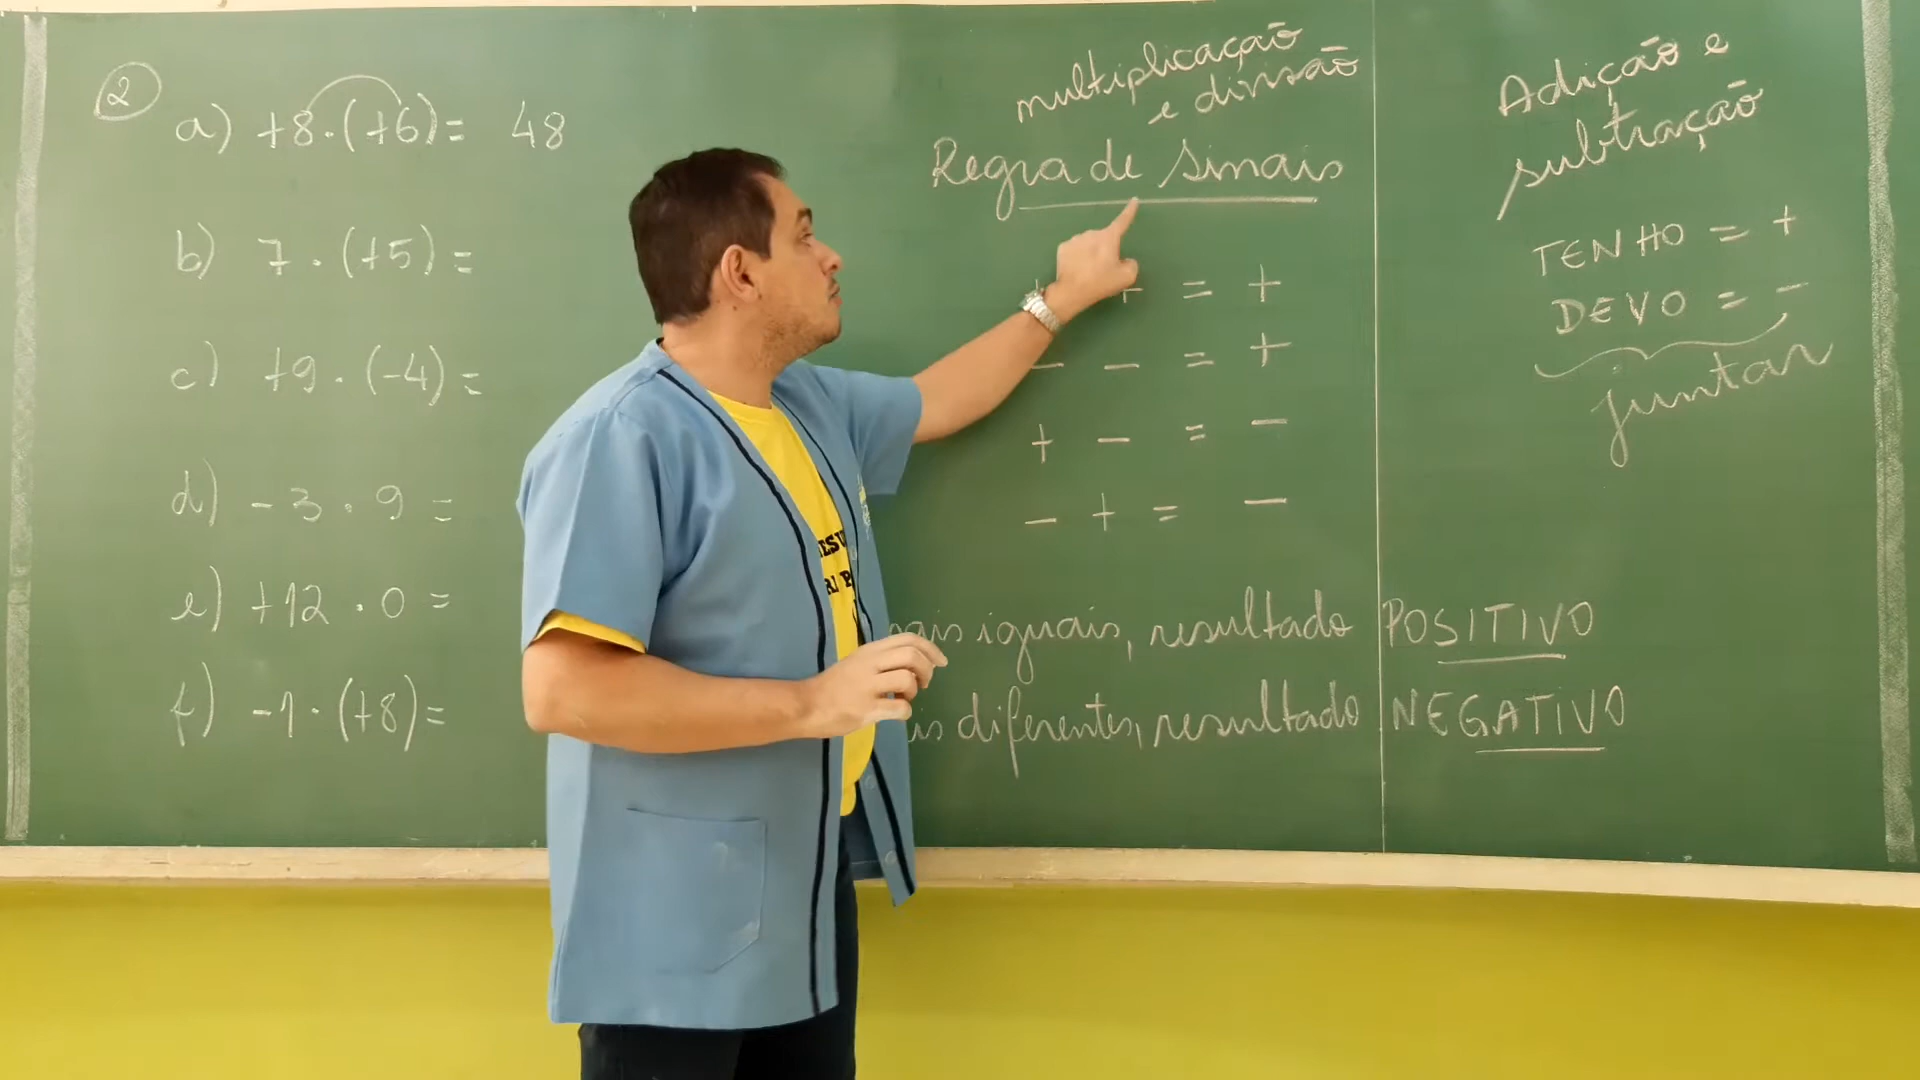 2
a) +8 · (+6) = 48
b) 7 · (+5) =
c) +9 · (-4) =
d) - 3 · 9 =
e) +12 · 0 =
f) -1 · (+8) =
multiplicação
e divisão
Regra de Sinais
+ + = +
- - = +
+ - = -
- + = -
iguais, resultado POSITIVO
diferentes, resultado NEGATIVO
Adição e
subtração
TENHO = +
DEVO = -
juntar